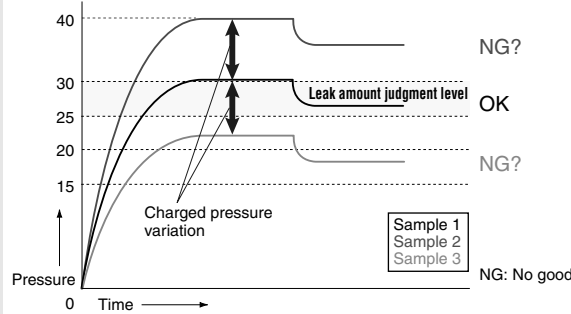 40
NG?
30
Leak amount judgment level
OK
25
20
NG?
15
Charged pressure
variation
Sample 1
Sample 2
Sample 3
Pressure
NG: No good
0
Time